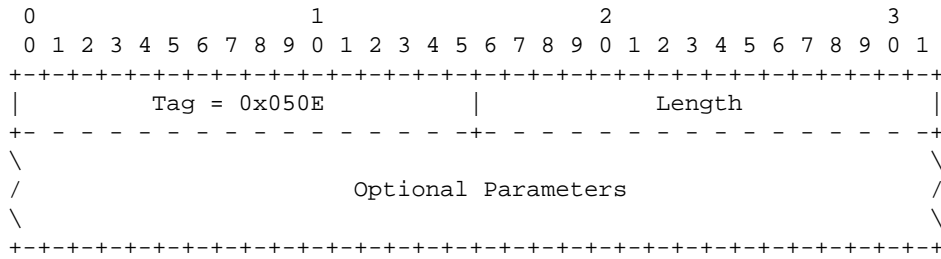 0                   1                   2                   3
 0 1 2 3 4 5 6 7 8 9 0 1 2 3 4 5 6 7 8 9 0 1 2 3 4 5 6 7 8 9 0 1
+-+-+-+-+-+-+-+-+-+-+-+-+-+-+-+-+-+-+-+-+-+-+-+-+-+-+-+-+-+-+-+-+
|         Tag = 0x050E          |            Length             |
+- - - - - - - - - - - - - - - -+- - - - - - - - - - - - - - - -+
\                                                               \
/                       Optional Parameters                     /
\                                                               \
+-+-+-+-+-+-+-+-+-+-+-+-+-+-+-+-+-+-+-+-+-+-+-+-+-+-+-+-+-+-+-+-+